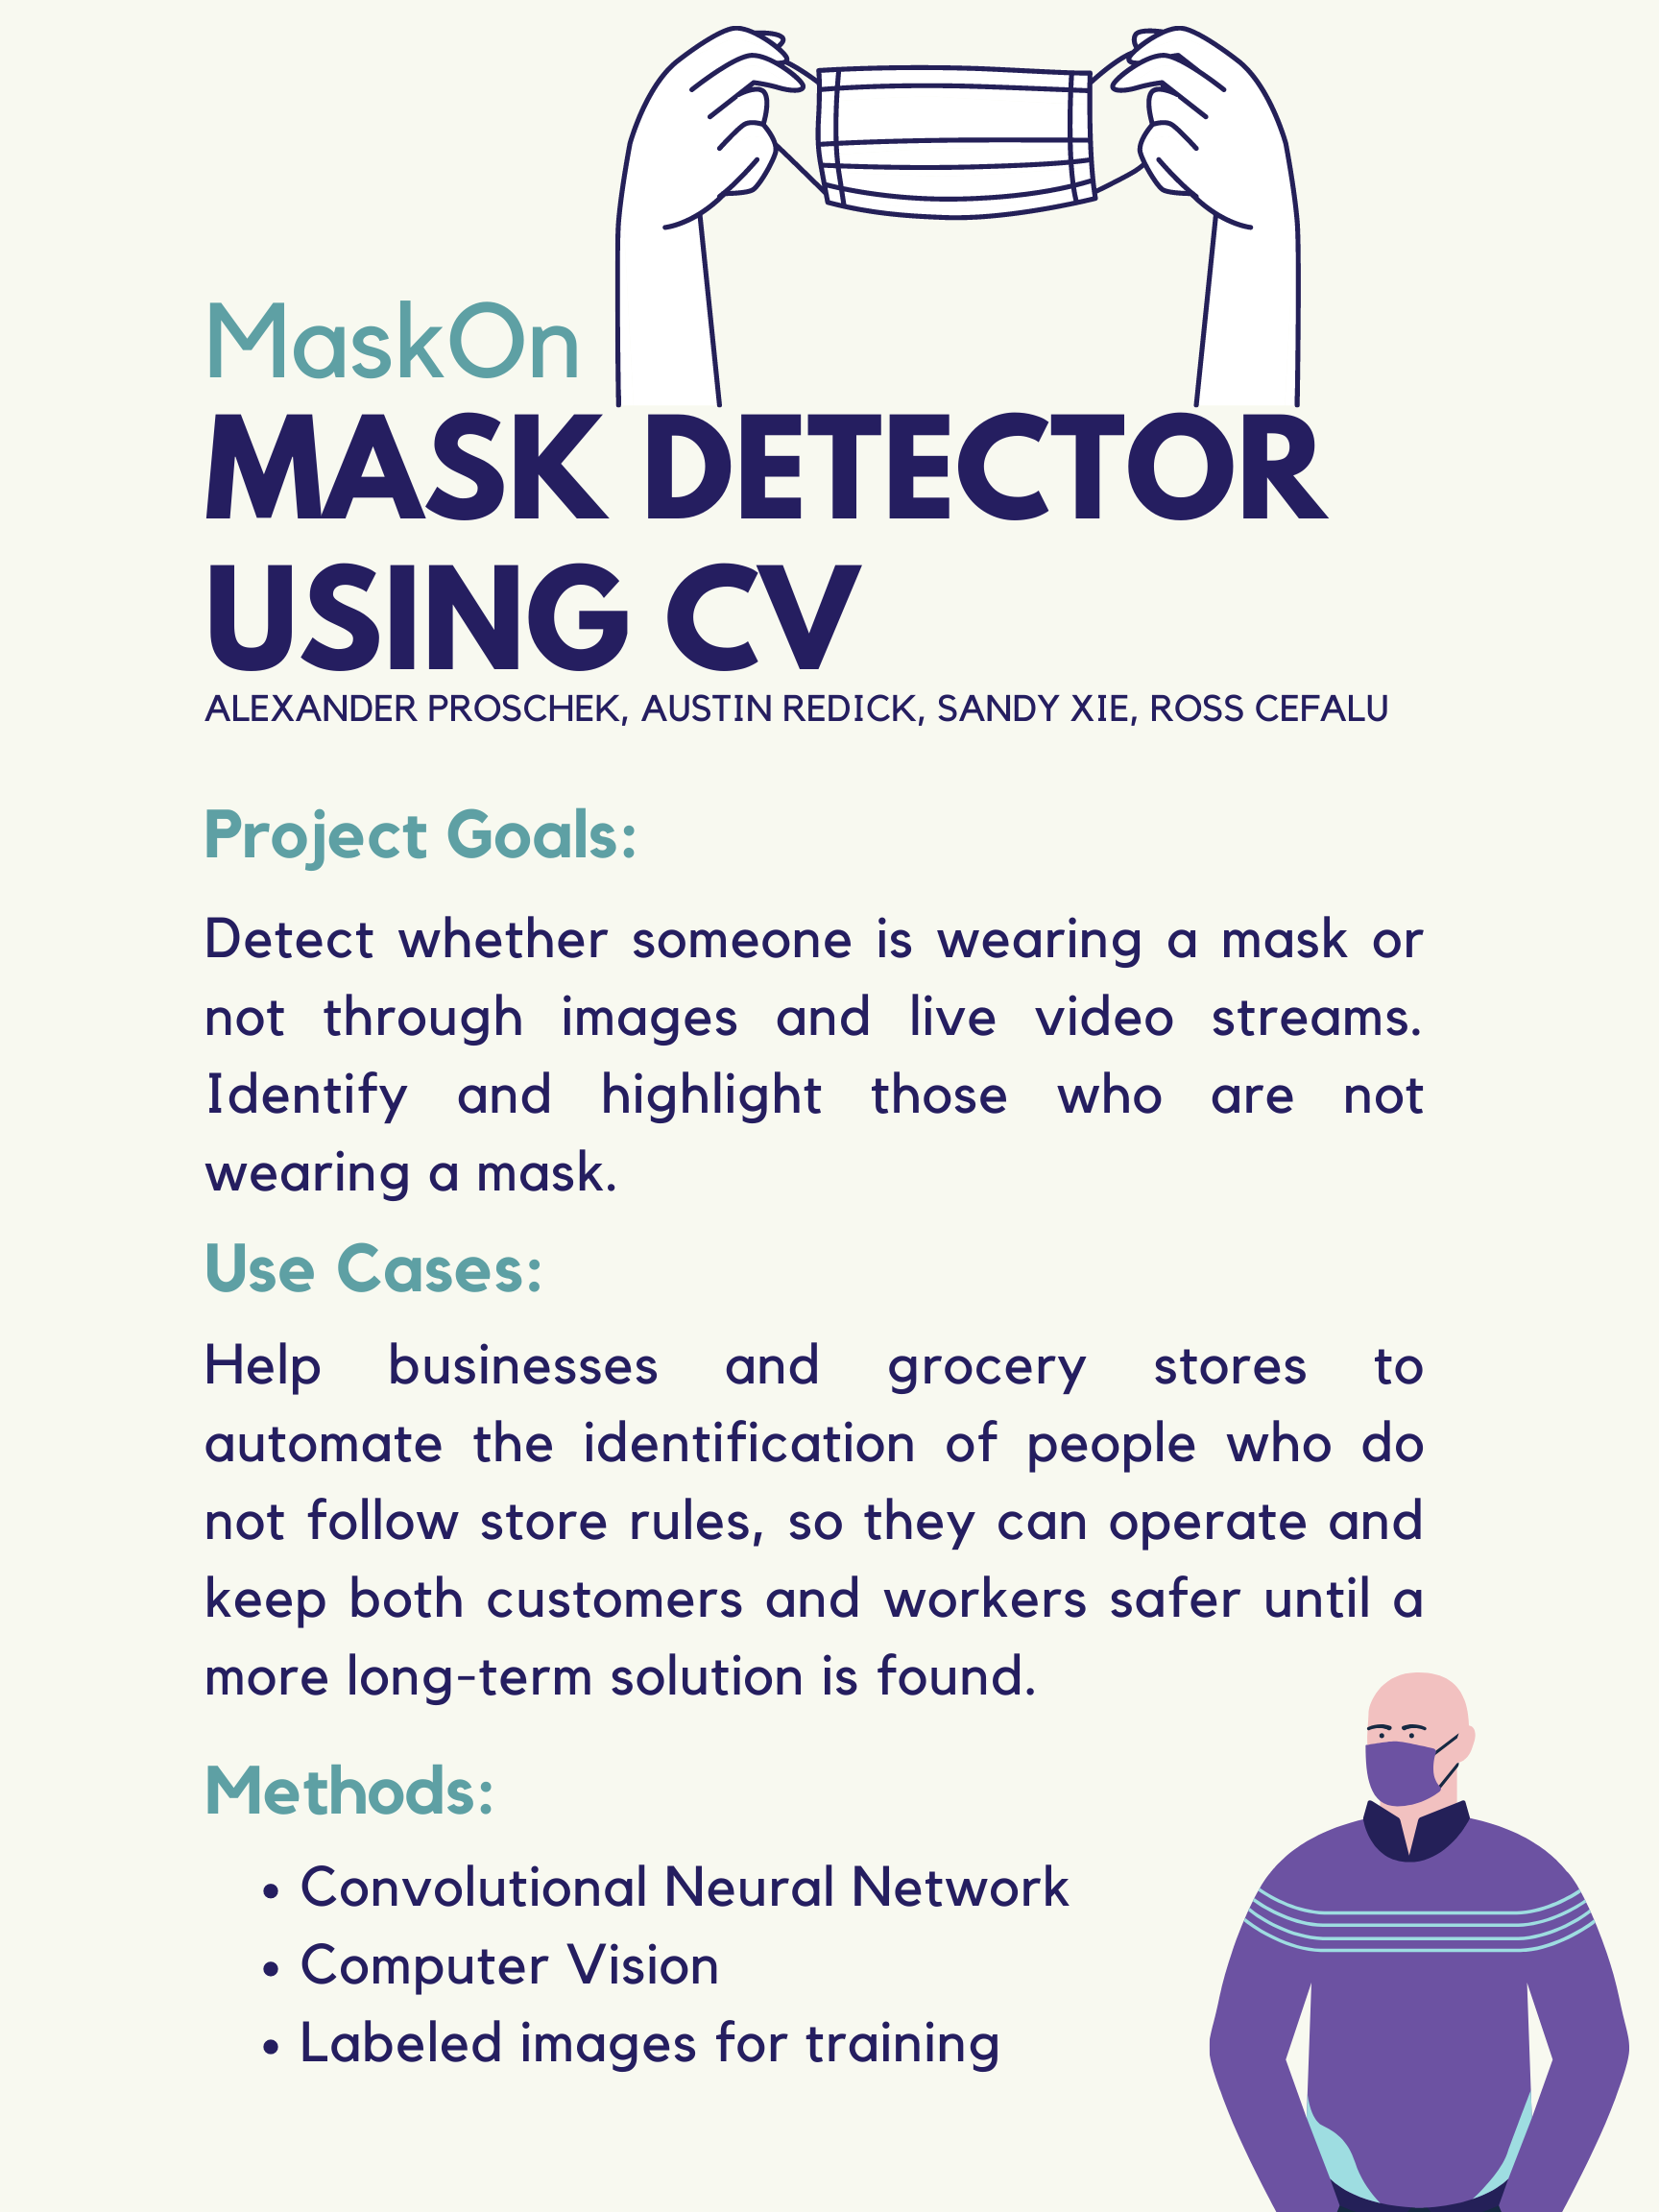 MaskOn
MASK DETECTOR
USING CV
ALEXANDER PROSCHEK, AUSTIN REDICK, SANDY XIE, ROSS CEFALU
Project Goals:
Detect whether someone is wearing a mask or
not through images and live video streams.
Identify and highlight those who are not
wearing a mask.
Use Cases:
Help businesses and grocery stores to
automate the identification of people who do
not follow store rules, so they can operate and
keep both customers and workers safer until a
more long-term solution is found.
Methods:
• Convolutional Neural Network
• Computer Vision
• Labeled images for training